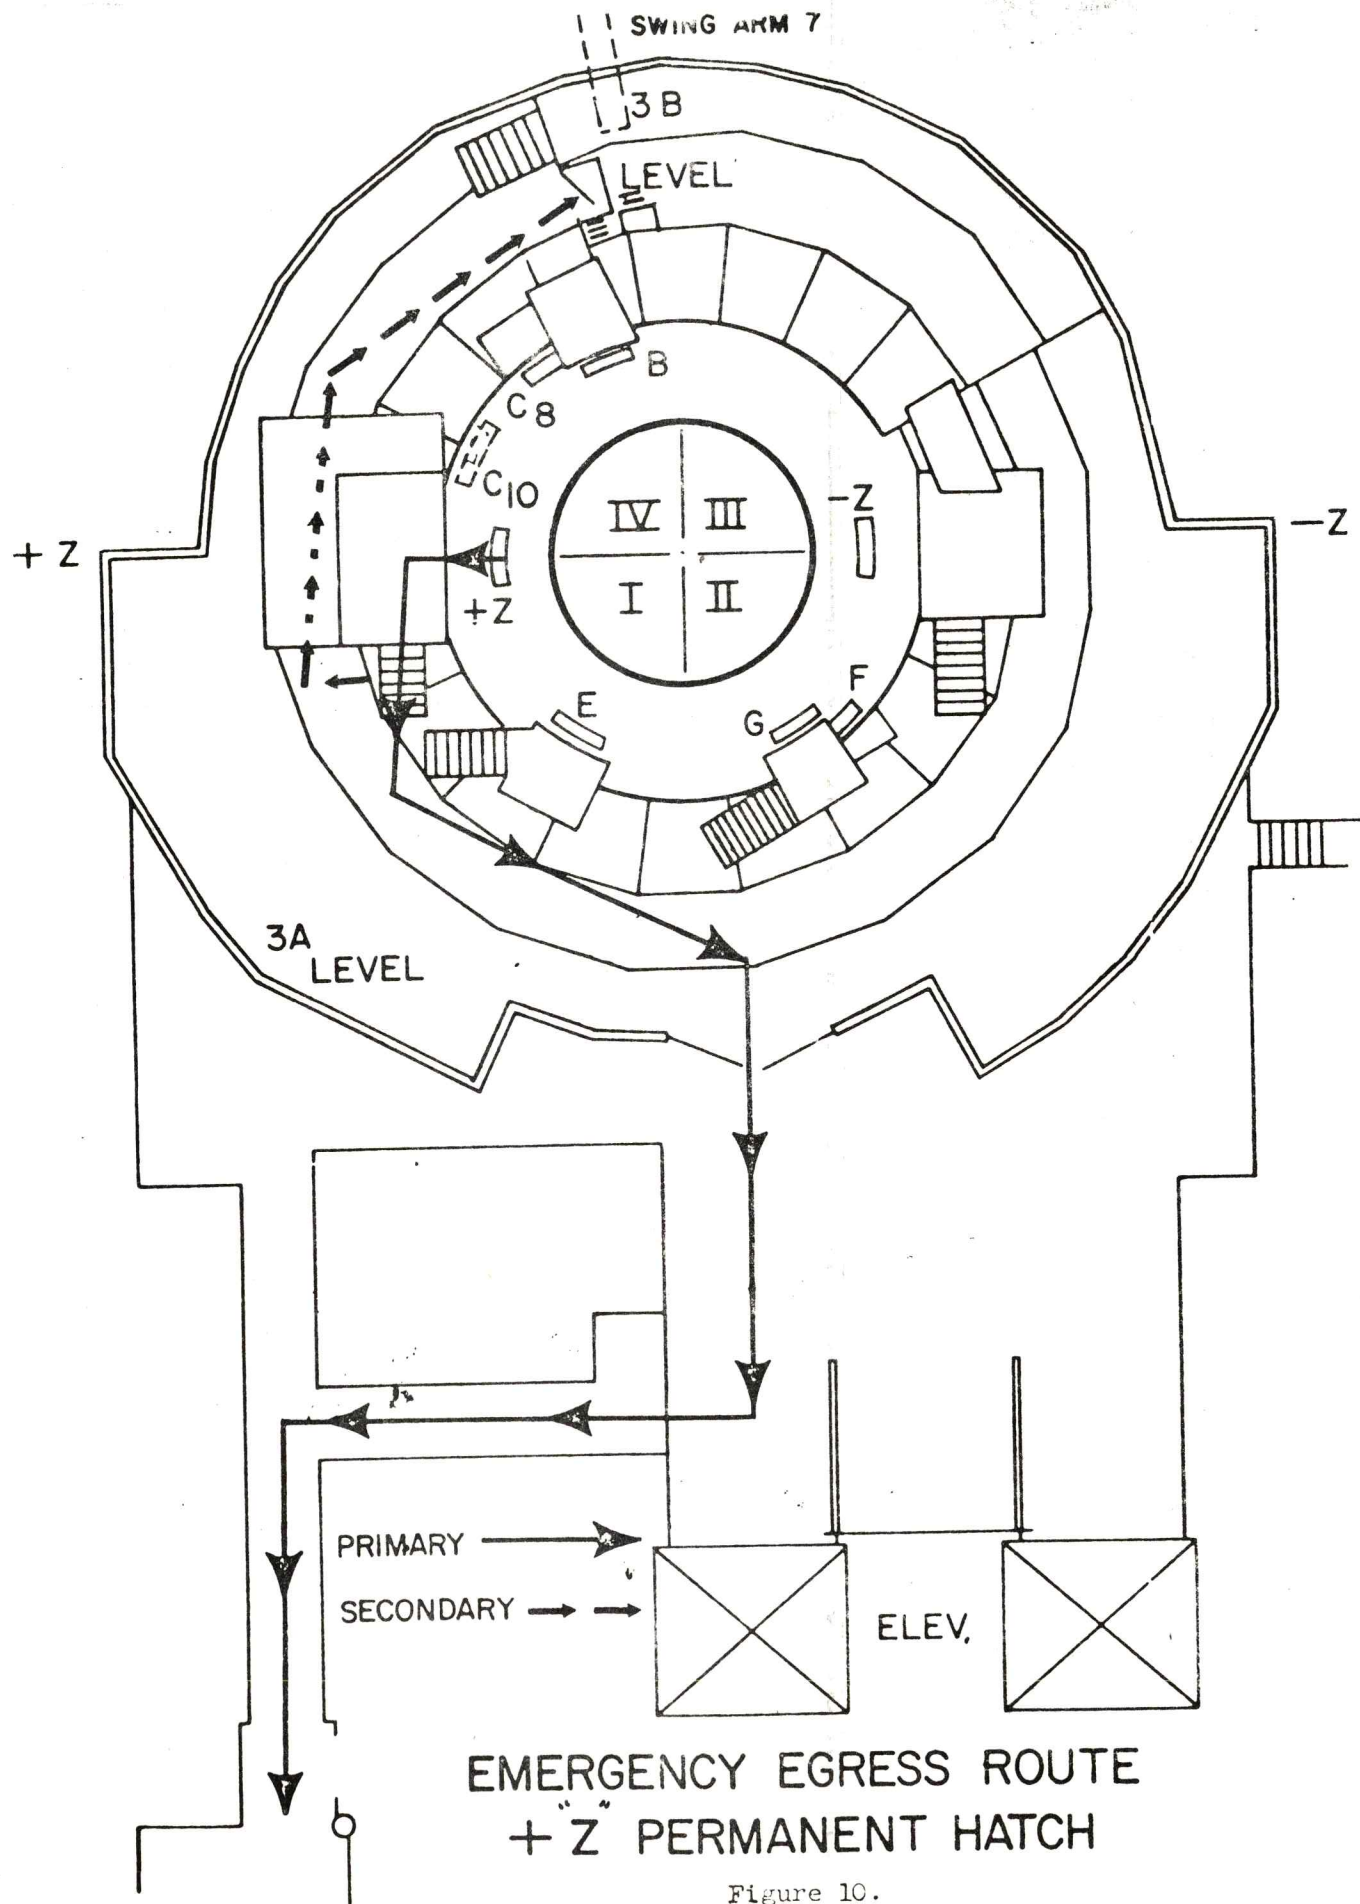 SWING ARM 7
3B
LEVEL
B
C8
C10
IV III
I II
-Z
+Z
-Z
+Z
E
F
G
3A
LEVEL
PRIMARY
SECONDARY
ELEV.
EMERGENCY EGRESS ROUTE
+"Z" PERMANENT HATCH
Figure 10.